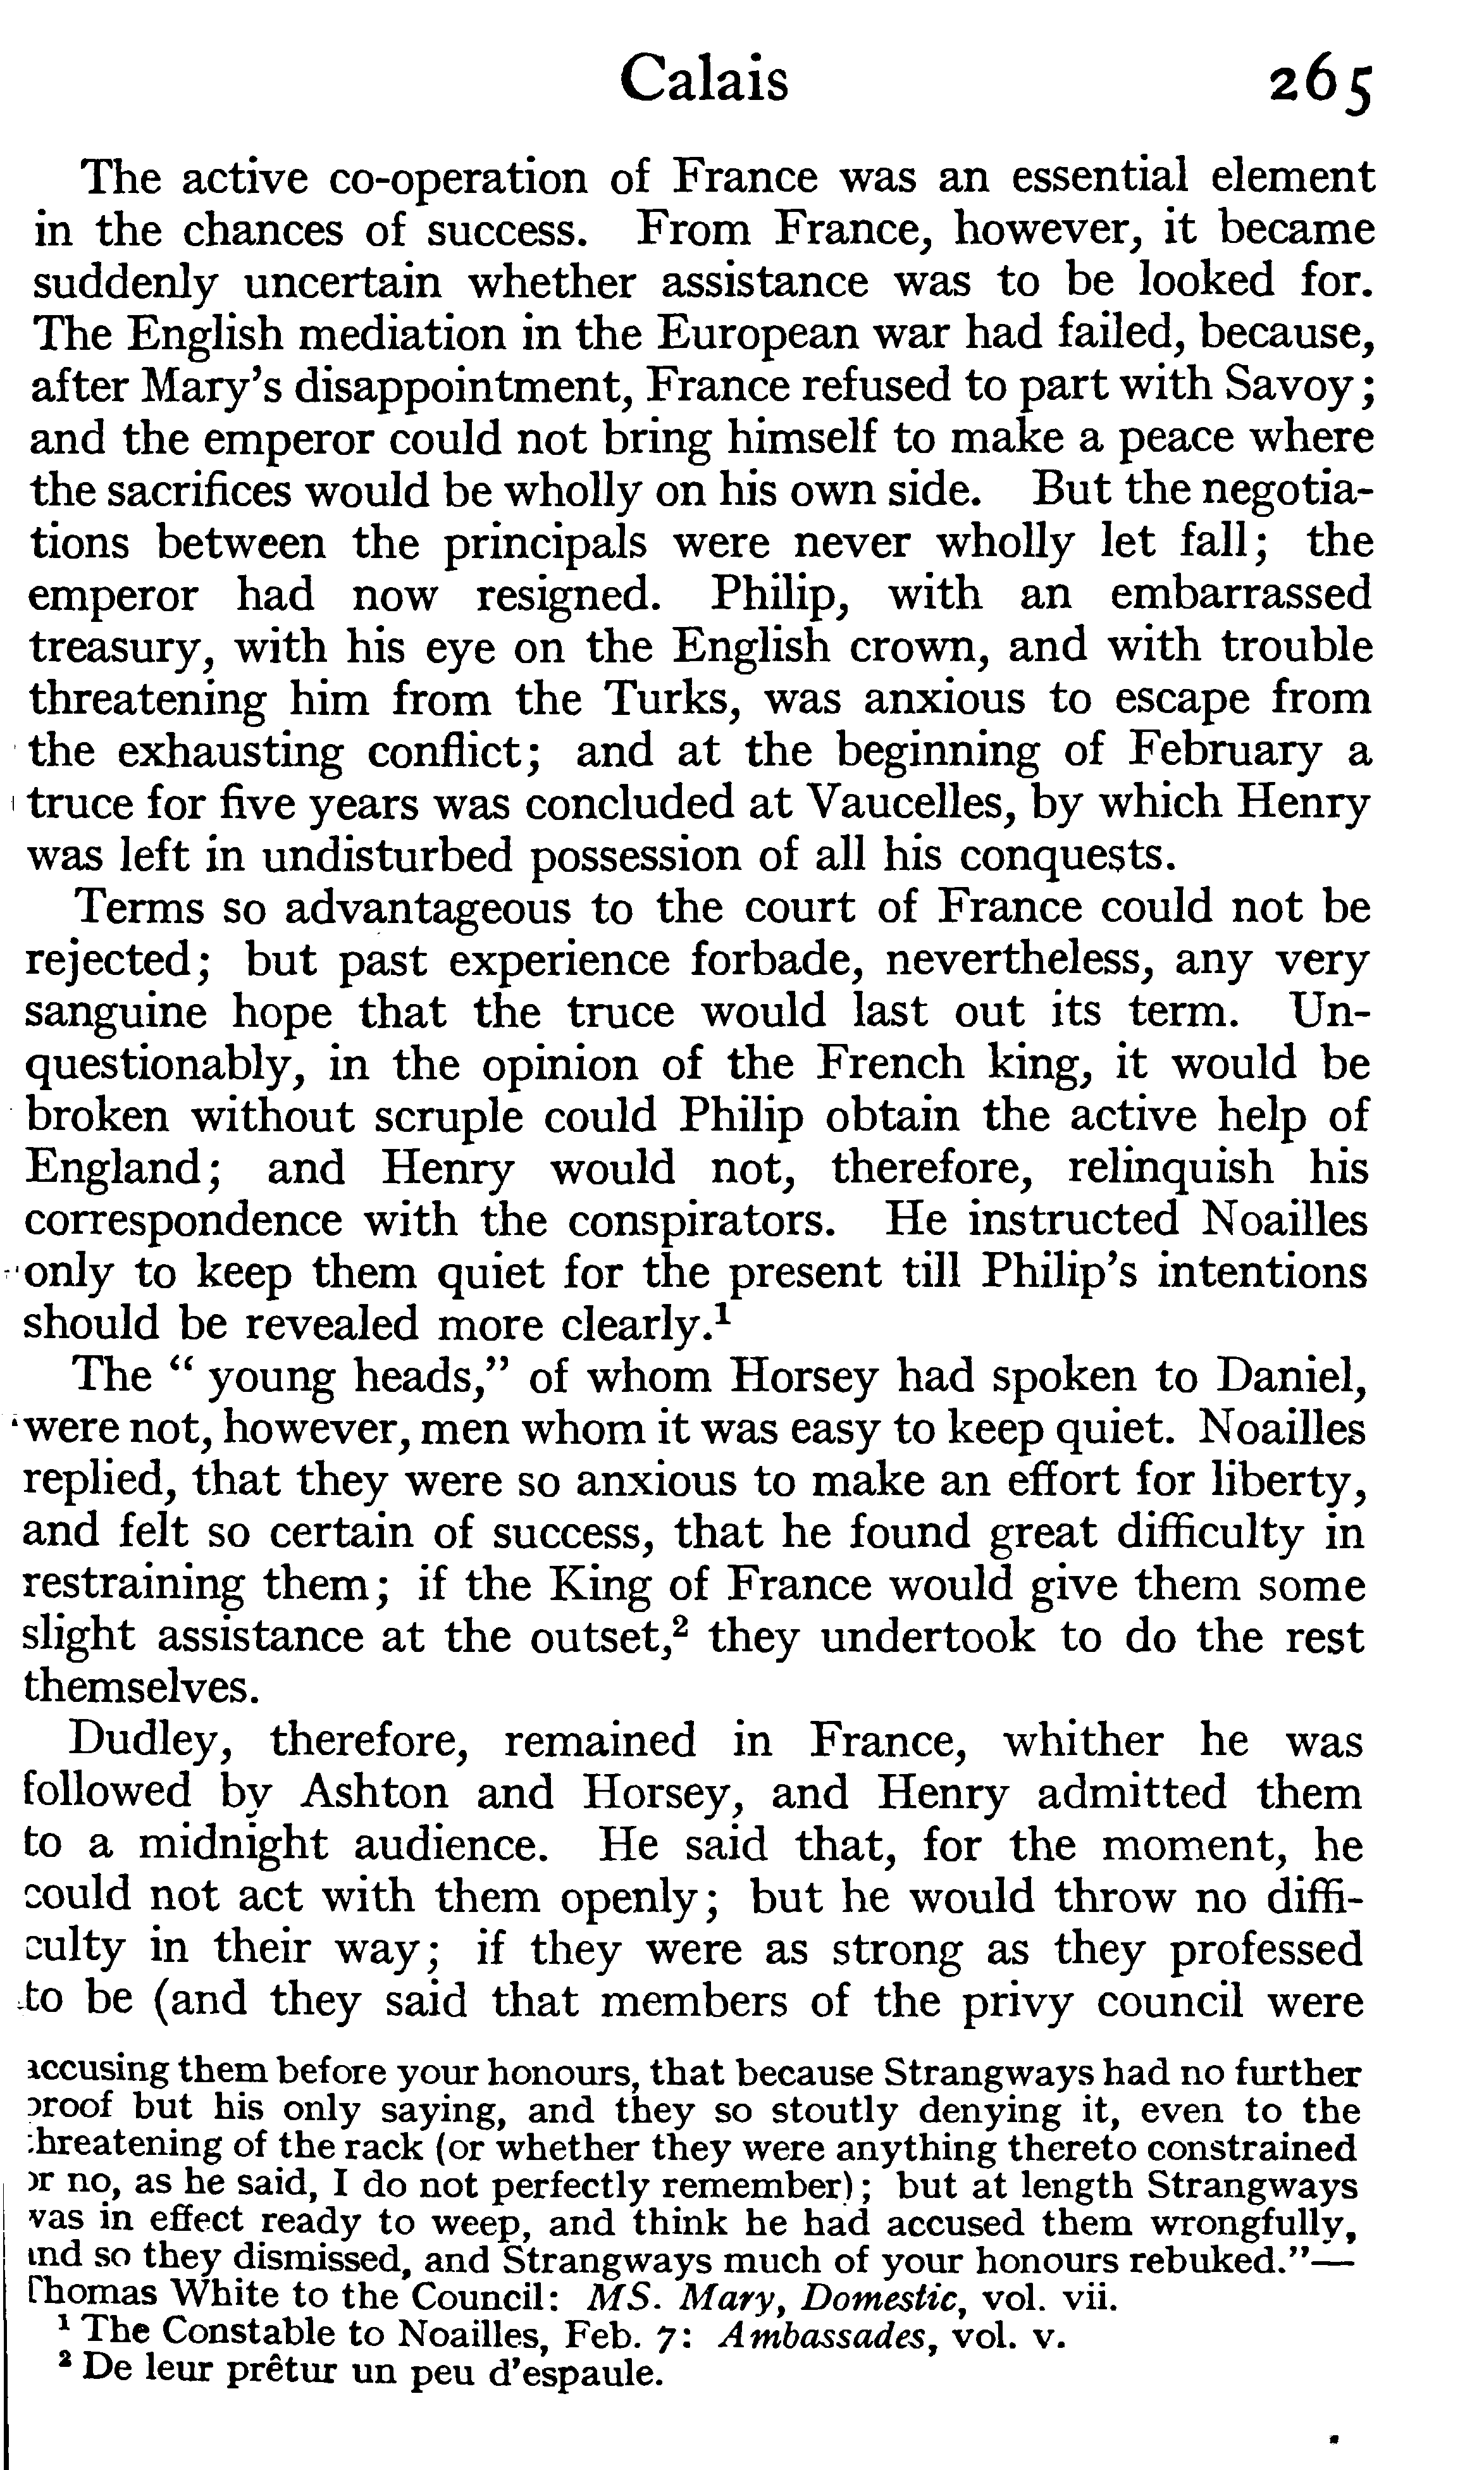 Calais 265
The active co-operation of France was an essential element
in the chances of success. From France, however, it became
suddenly uncertain whether assistance was to be looked for.
The English mediation in the European war had failed, because,
after Mary's disappointment, France refused to part with Savoy;
and the emperor could not bring himself to make a peace where
the sacrifices would be wholly on his own side. But the negotia-
tions between the principals were never wholly let fall; the
emperor had now resigned. Philip, with an embarrassed
treasury, with his eye on the English crown, and with trouble
threatening him from the Turks, was anxious to escape from
the exhausting conflict; and at the beginning of February a
truce for five years was concluded at Vaucelles, by which Henry
was left in undisturbed possession of all his conquests.
Terms so advantageous to the court of France could not be
rejected; but past experience forbade, nevertheless, any very
sanguine hope that the truce would last out its term. Un-
questionably, in the opinion of the French king, it would be
broken without scruple could Philip obtain the active help of
England; and Henry would not, therefore, relinquish his
correspondence with the conspirators. He instructed Noailles
only to keep them quiet for the present till Philip's intentions
should be revealed more clearly.¹
The " young heads," of whom Horsey had spoken to Daniel,
were not, however, men whom it was easy to keep quiet. Noailles
replied, that they were so anxious to make an effort for liberty,
and felt so certain of success, that he found great difficulty in
restraining them; if the King of France would give them some
slight assistance at the outset,² they undertook to do the rest
themselves.
Dudley, therefore, remained in France, whither he was
followed by Ashton and Horsey, and Henry admitted them
to a midnight audience. He said that, for the moment, he
could not act with them openly; but he would throw no diffi-
culty in their way; if they were as strong as they professed
to be (and they said that members of the privy council were
accusing them before your honours, that because Strangways had no further
proof but his only saying, and they so stoutly denying it, even to the
threatening of the rack (or whether they were anything thereto constrained
or no, as he said, I do not perfectly remember); but at length Strangways
was in effect ready to weep, and think he had accused them wrongfully,
and so they dismissed, and Strangways much of your honours rebuked."—
Thomas White to the Council: MS. Mary, Domestic, vol. vii.
¹ The Constable to Noailles, Feb. 7: Ambassades, vol. v.
² De leur prêtur un peu d'espaule.